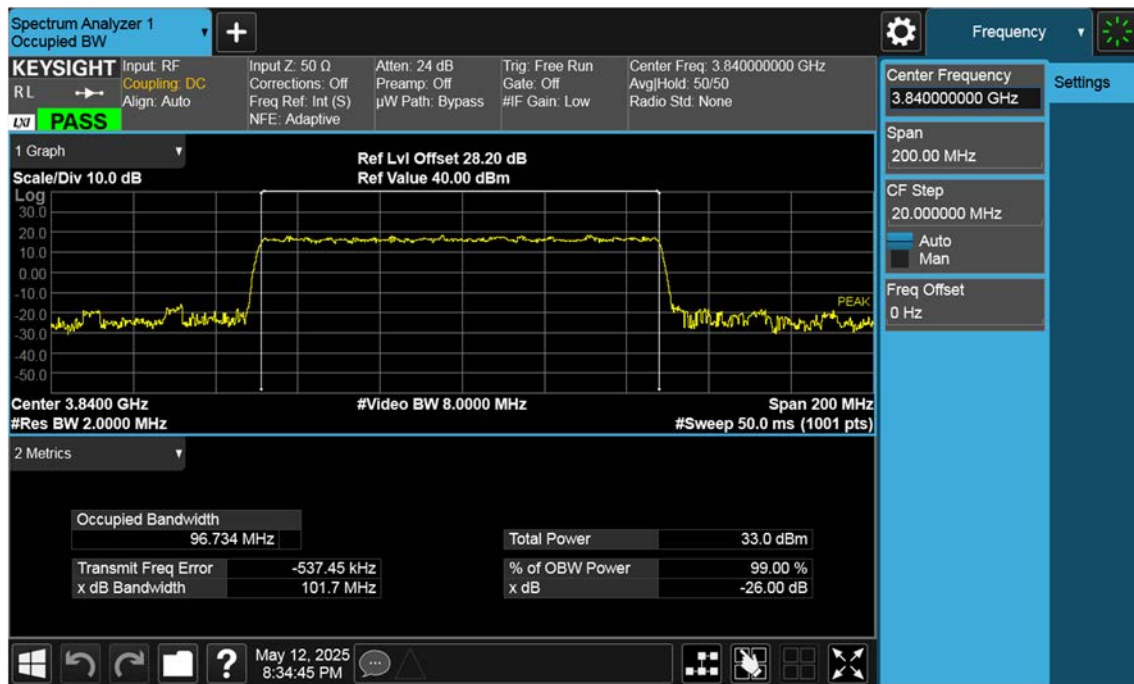 Spectrum Analyzer 1
Occupied BW
+
Frequency
KEYSIGHT
RL
LXI PASS
Input: RF
Coupling: DC
Align: Auto
Input Z: 50 Ω
Corrections: Off
Freq Ref: Int (S)
NFE: Adaptive
Atten: 24 dB
Preamp: Off
µW Path: Bypass
Trig: Free Run
Gate: Off
#IF Gain: Low
Center Freq: 3.840000000 GHz
Avg|Hold: 50/50
Radio Std: None
1 Graph
Scale/Div 10.0 dB
Ref Lvl Offset 28.20 dB
Ref Value 40.00 dBm
Log
30.0
20.0
10.0
0.00
-10.0
-20.0
-30.0
-40.0
-50.0
PEAK
Center 3.8400 GHz
#Video BW 8.0000 MHz
Span 200 MHz
#Res BW 2.0000 MHz
#Sweep 50.0 ms (1001 pts)
2 Metrics
Occupied Bandwidth
96.734 MHz
Transmit Freq Error -537.45 kHz
x dB Bandwidth 101.7 MHz
Total Power 33.0 dBm
% of OBW Power 99.00 %
x dB -26.00 dB
Center Frequency
3.840000000 GHz
Settings
Span
200.00 MHz
CF Step
20.000000 MHz
Auto
Man
Freq Offset
0 Hz
?
May 12, 2025
8:34:45 PM